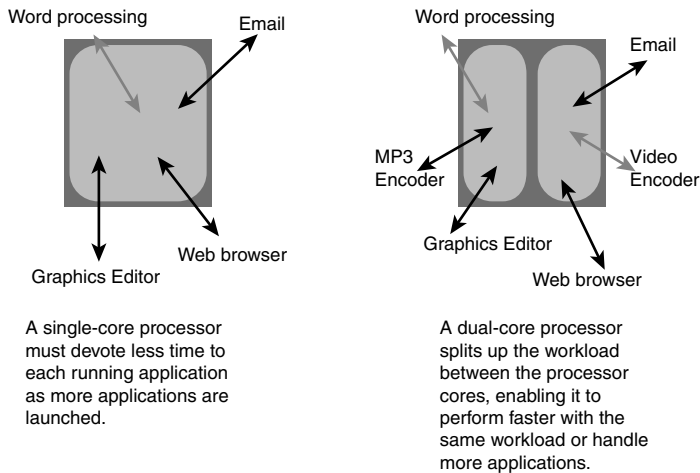 Word processing
Email
Graphics Editor
Web browser
A single-core processor
must devote less time to
each running application
as more applications are
launched.
Word processing
Email
MP3
Encoder
Video
Encoder
Graphics Editor
Web browser
A dual-core processor
splits up the workload
between the processor
cores, enabling it to
perform faster with the
same workload or handle
more applications.